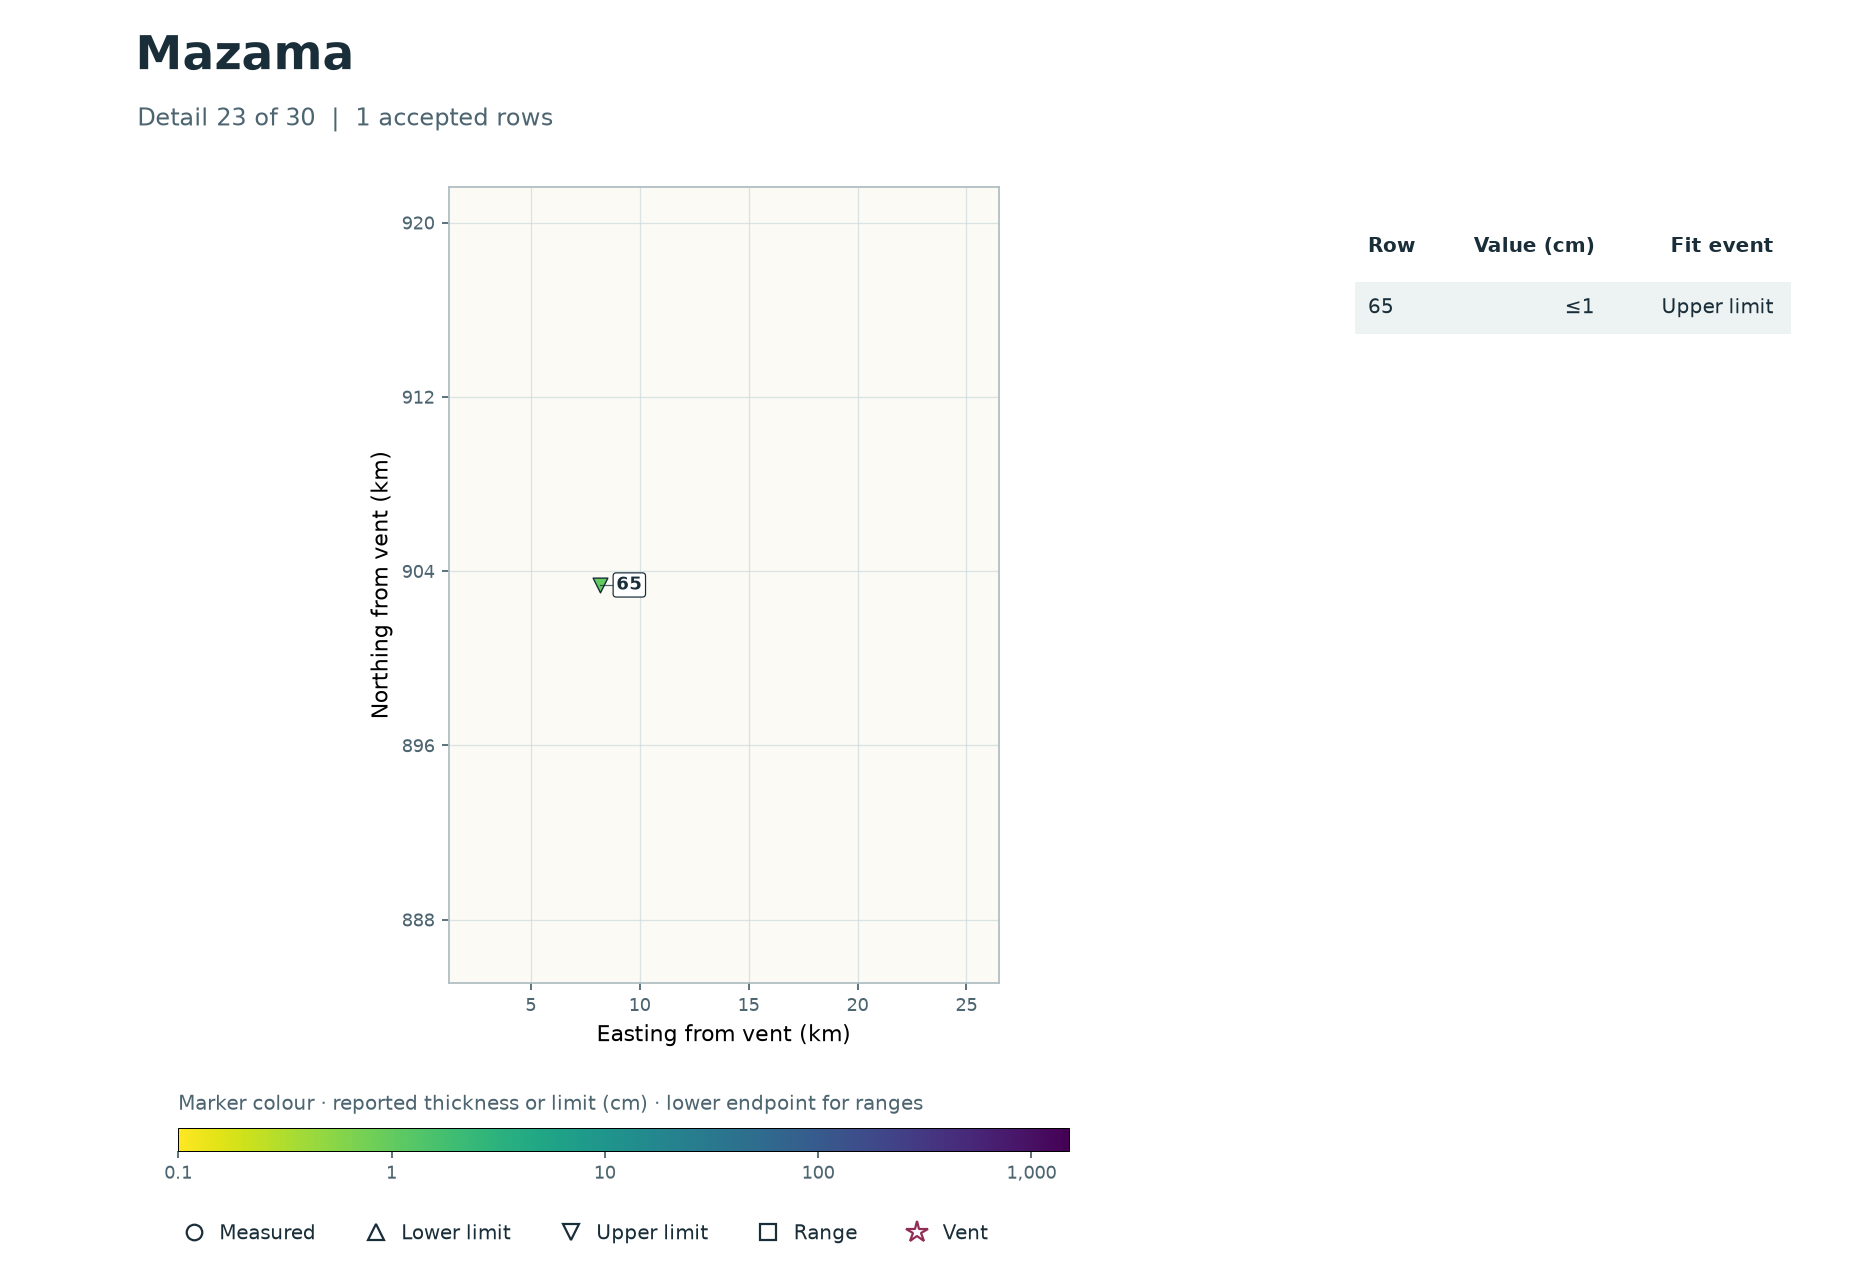 Mazama
Detail 23 of 30 | 1 accepted rows
920
912
904
896
888
Northing from vent (km)
65
5 10 15 20 25
Easting from vent (km)
Row Value (cm) Fit event
65 ≤1 Upper limit
Marker colour · reported thickness or limit (cm) · lower endpoint for ranges
0.1 1 10 100 1,000
Measured Lower limit Upper limit Range Vent